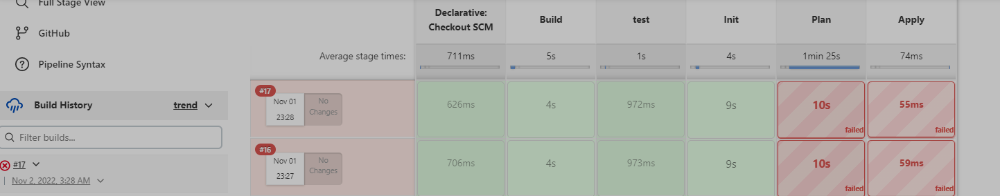 Full Stage View
GitHub
Pipeline Syntax
Build History
trend
Filter builds...
#17
Nov 2, 2022, 3:28 AM
Declarative:
Checkout SCM
Build
test
Init
Plan
Apply
Average stage times:
711ms
5s
1s
4s
1min 25s
74ms
#17
Nov 01
23:28
No
Changes
626ms
4s
972ms
9s
10s
failed
55ms
failed
#16
Nov 01
23:27
No
Changes
706ms
4s
973ms
9s
10s
failed
59ms
failed